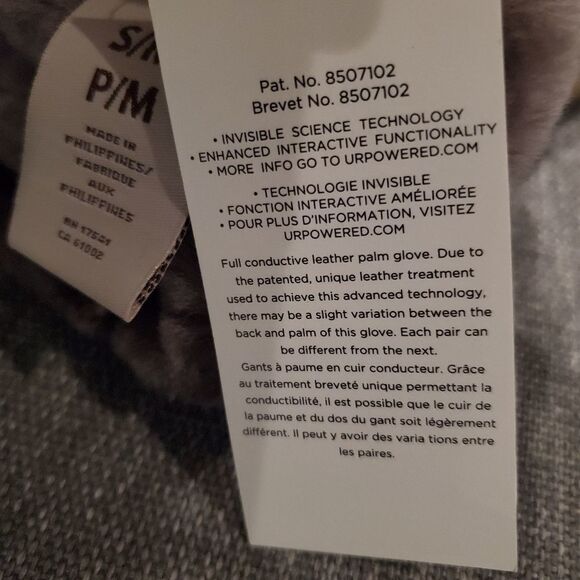 S/M
P/M
MADE IN
PHILIPPINES/
FABRIQUE
AUX
PHILIPPINES
RN 17501
CA 61002
Pat. No. 8507102
Brevet No. 8507102
• INVISIBLE SCIENCE TECHNOLOGY
• ENHANCED INTERACTIVE FUNCTIONALITY
• MORE INFO GO TO URPOWERED.COM
• TECHNOLOGIE INVISIBLE
• FONCTION INTERACTIVE AMÉLIORÉE
• POUR PLUS D'INFORMATION, VISITEZ
URPOWERED.COM
Full conductive leather palm glove. Due to
the patented, unique leather treatment
used to achieve this advanced technology,
there may be a slight variation between the
back and palm of this glove. Each pair can
be different from the next.
Gants à paume en cuir conducteur. Grâce
au traitement breveté unique permettant la
conductibilité, il est possible que le cuir de
la paume et du dos du gant soit légèrement
différent. Il peut y avoir des varia tions entre
les paires.